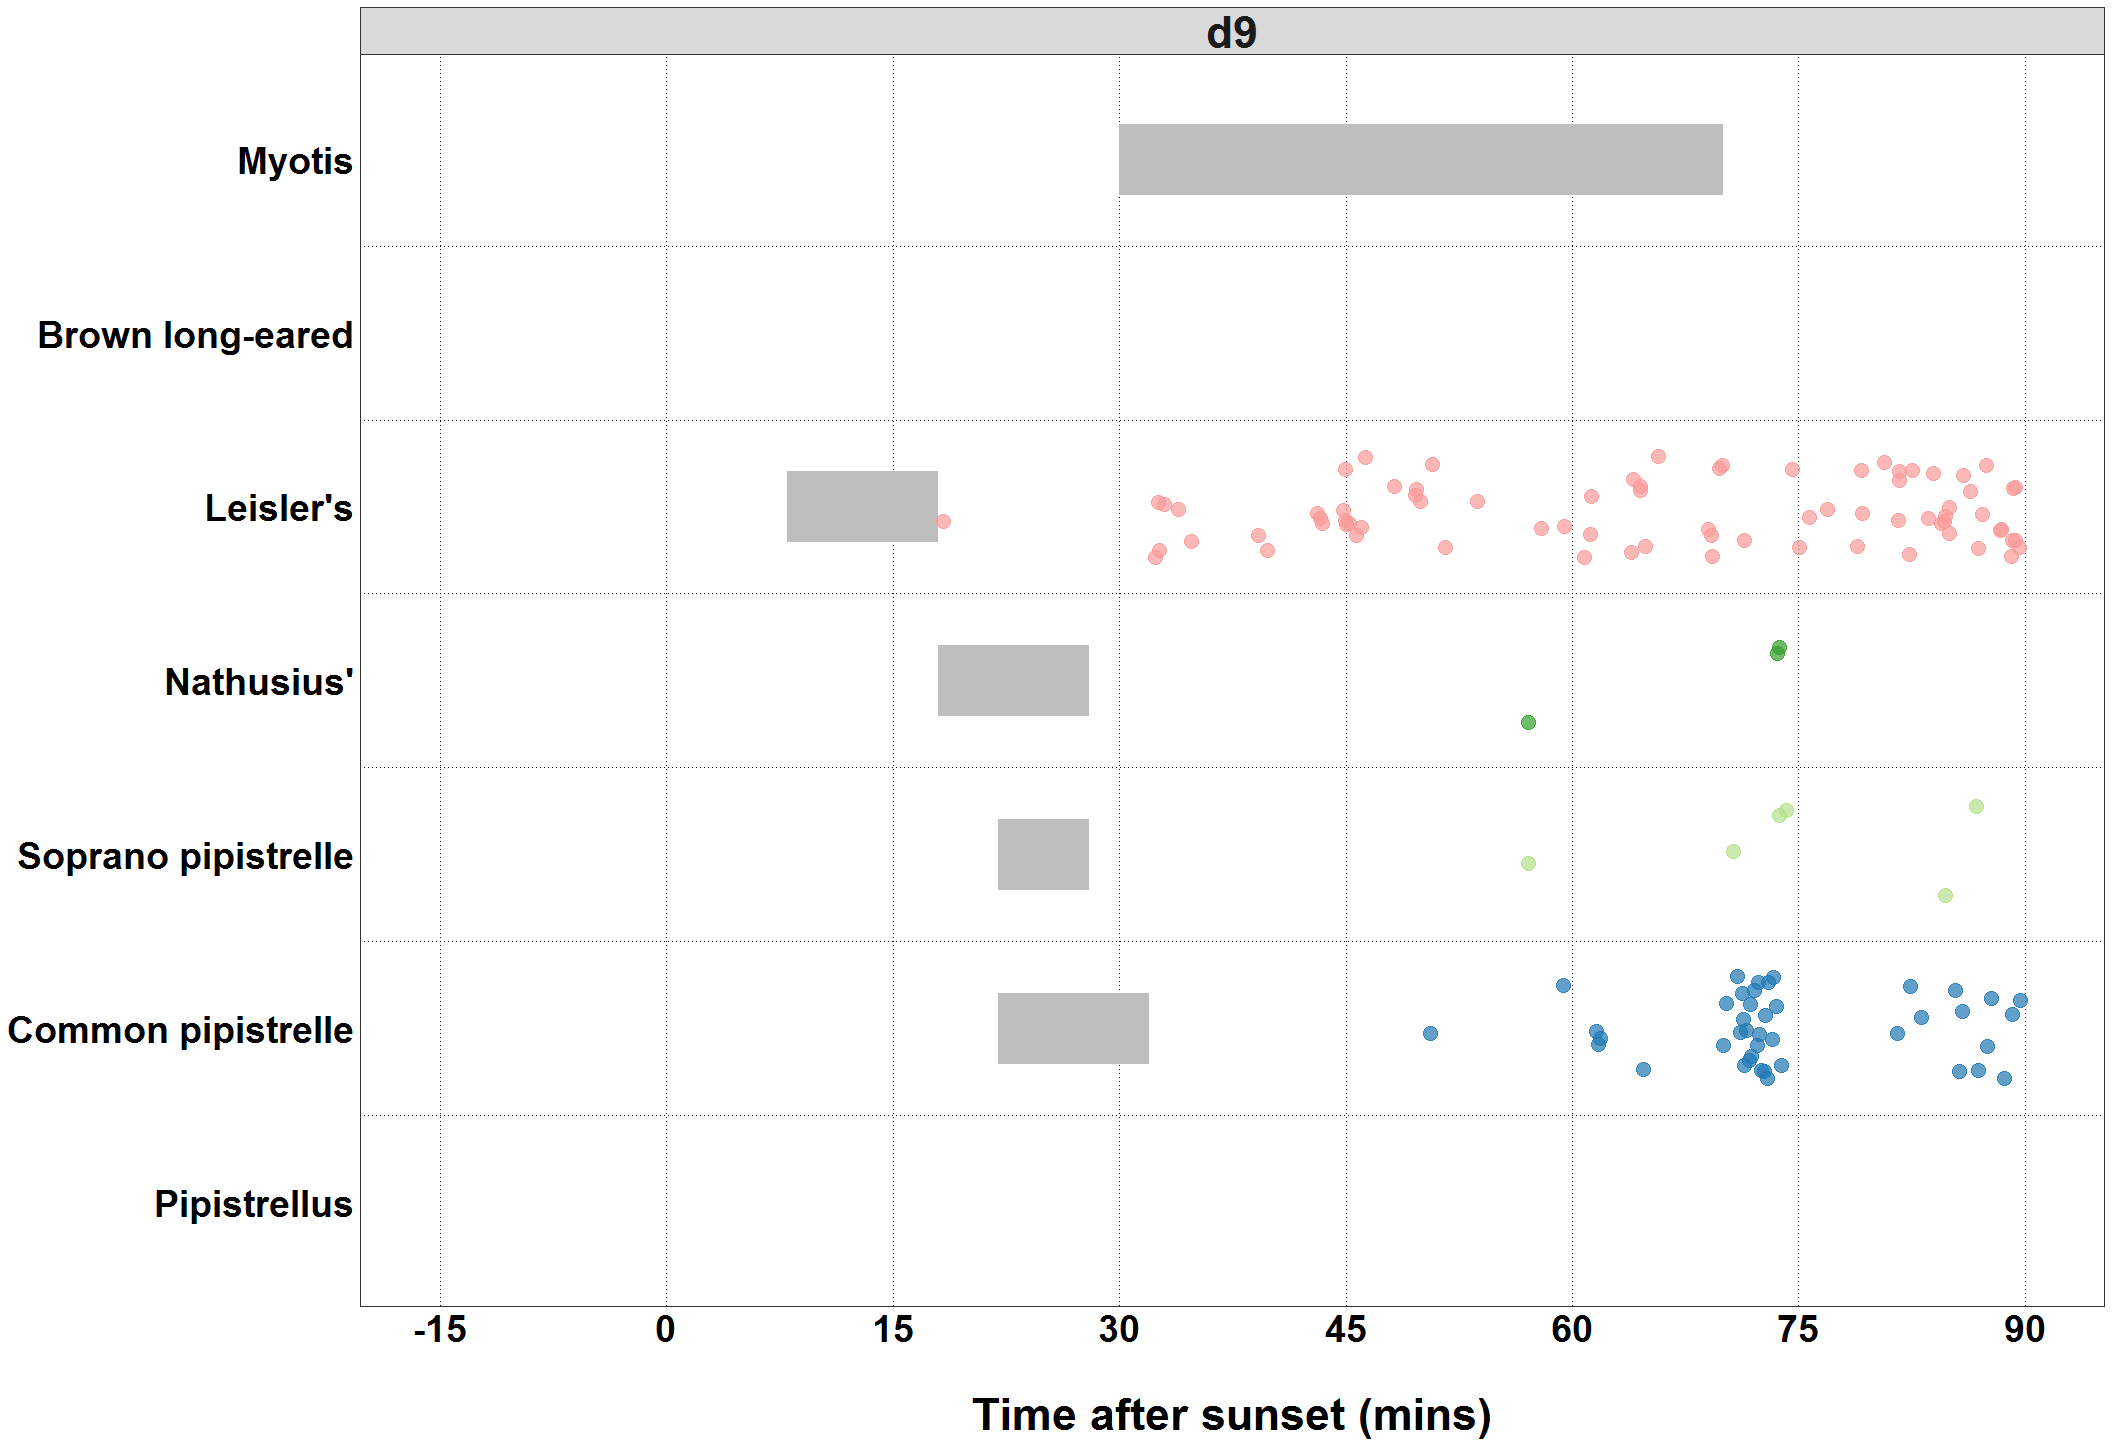 d9
Myotis
Brown long-eared
Leisler's
Nathusius'
Soprano pipistrelle
Common pipistrelle
Pipistrellus
-15 0 15 30 45 60 75 90
Time after sunset (mins)